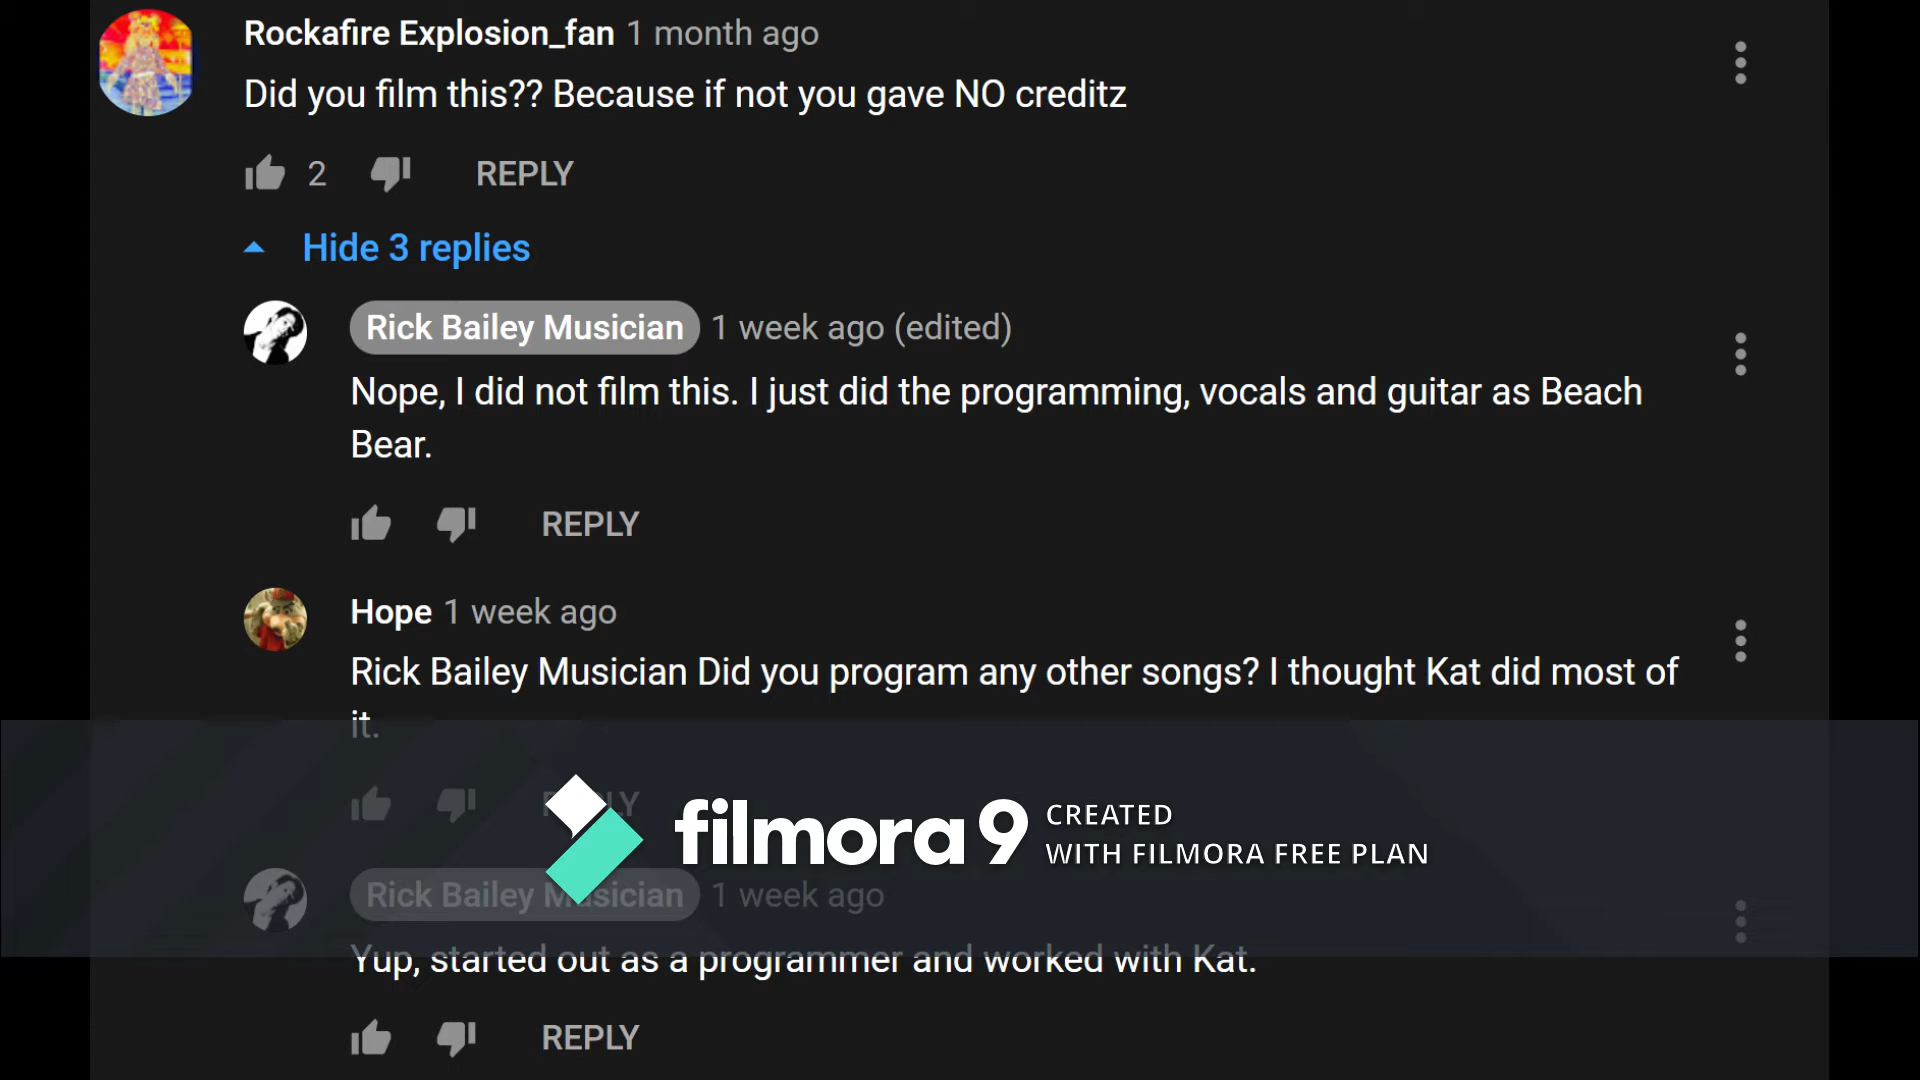 Rockafire Explosion_fan 1 month ago
Did you film this?? Because if not you gave NO creditz
2 REPLY
Hide 3 replies
Rick Bailey Musician 1 week ago (edited)
Nope, I did not film this. I just did the programming, vocals and guitar as Beach
Bear.
REPLY
Hope 1 week ago
Rick Bailey Musician Did you program any other songs? I thought Kat did most of
it.
filmora9 CREATED
WITH FILMORA FREE PLAN
Rick Bailey Musician 1 week ago
Yup, started out as a programmer and worked with Kat.
REPLY